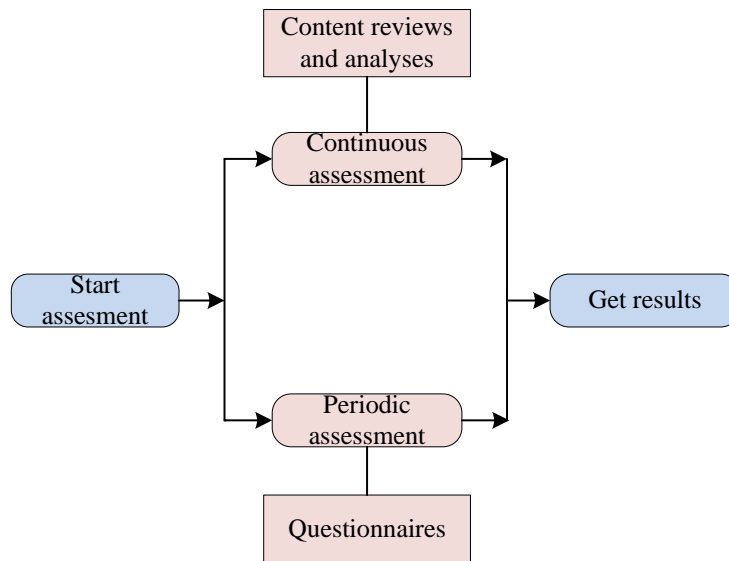 Content reviews
and analyses
Continuous
assessment
Start
assesment
Get results
Periodic
assessment
Questionnaires